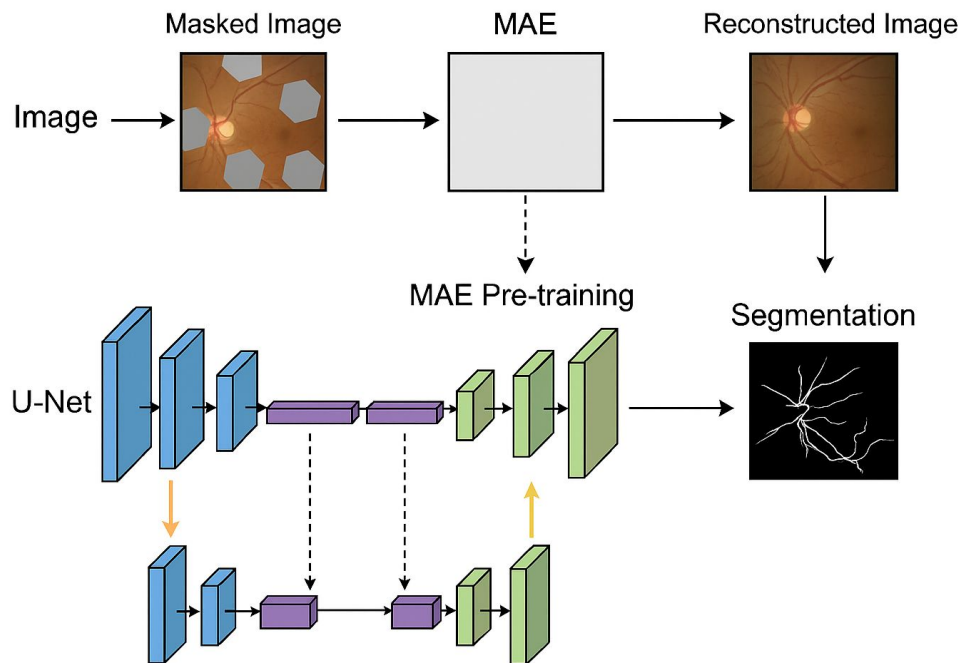 Masked Image
MAE
Reconstructed Image
Image
MAE Pre-training
Segmentation
U-Net